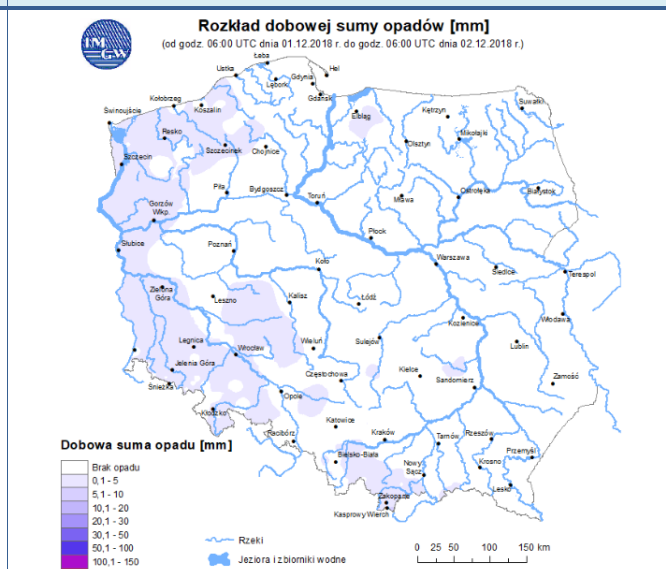 Rozkład dobowej sumy opadów [mm]
(od godz. 06:00 UTC dnia 01.12.2018 r. do godz. 06:00 UTC dnia 02.12.2018 r.)
IM
GW
Łeba
Hel
Ustka
Gdynia
Lębork
Gdańsk
Suwałki
Kołobrzeg
Koszalin
Świnoujście
Elbląg
Kętrzyn
Resko
Mikołajki
Szczecinek
Chojnice
Olsztyn
Szczecin
Piła
Bydgoszcz
Toruń
Mława
Ostrołęka
Białystok
Gorzów
Wlkp.
Płock
Słubice
Poznań
Warszawa
Koło
Siedlce
Terespol
Zielona
Góra
Leszno
Kalisz
Łódź
Kozienice
Włodawa
Legnica
Wrocław
Wieluń
Sulejów
Lublin
Jelenia Góra
Częstochowa
Kielce
Sandomierz
Zamość
Śnieżka
Opole
Kłodzko
Katowice
Racibórz
Kraków
Tarnów
Rzeszów
Przemyśl
Bielsko-Biała
Nowy
Sącz
Krosno
Lesko
Zakopane
Kasprowy Wierch
Dobowa suma opadu [mm]
Brak opadu
0,1 - 5
5,1 - 10
10,1 - 20
20,1 - 30
30,1 - 50
50,1 - 100
100,1 - 150
Rzeki
Jeziora i zbiorniki wodne
0 25 50 100 150 km